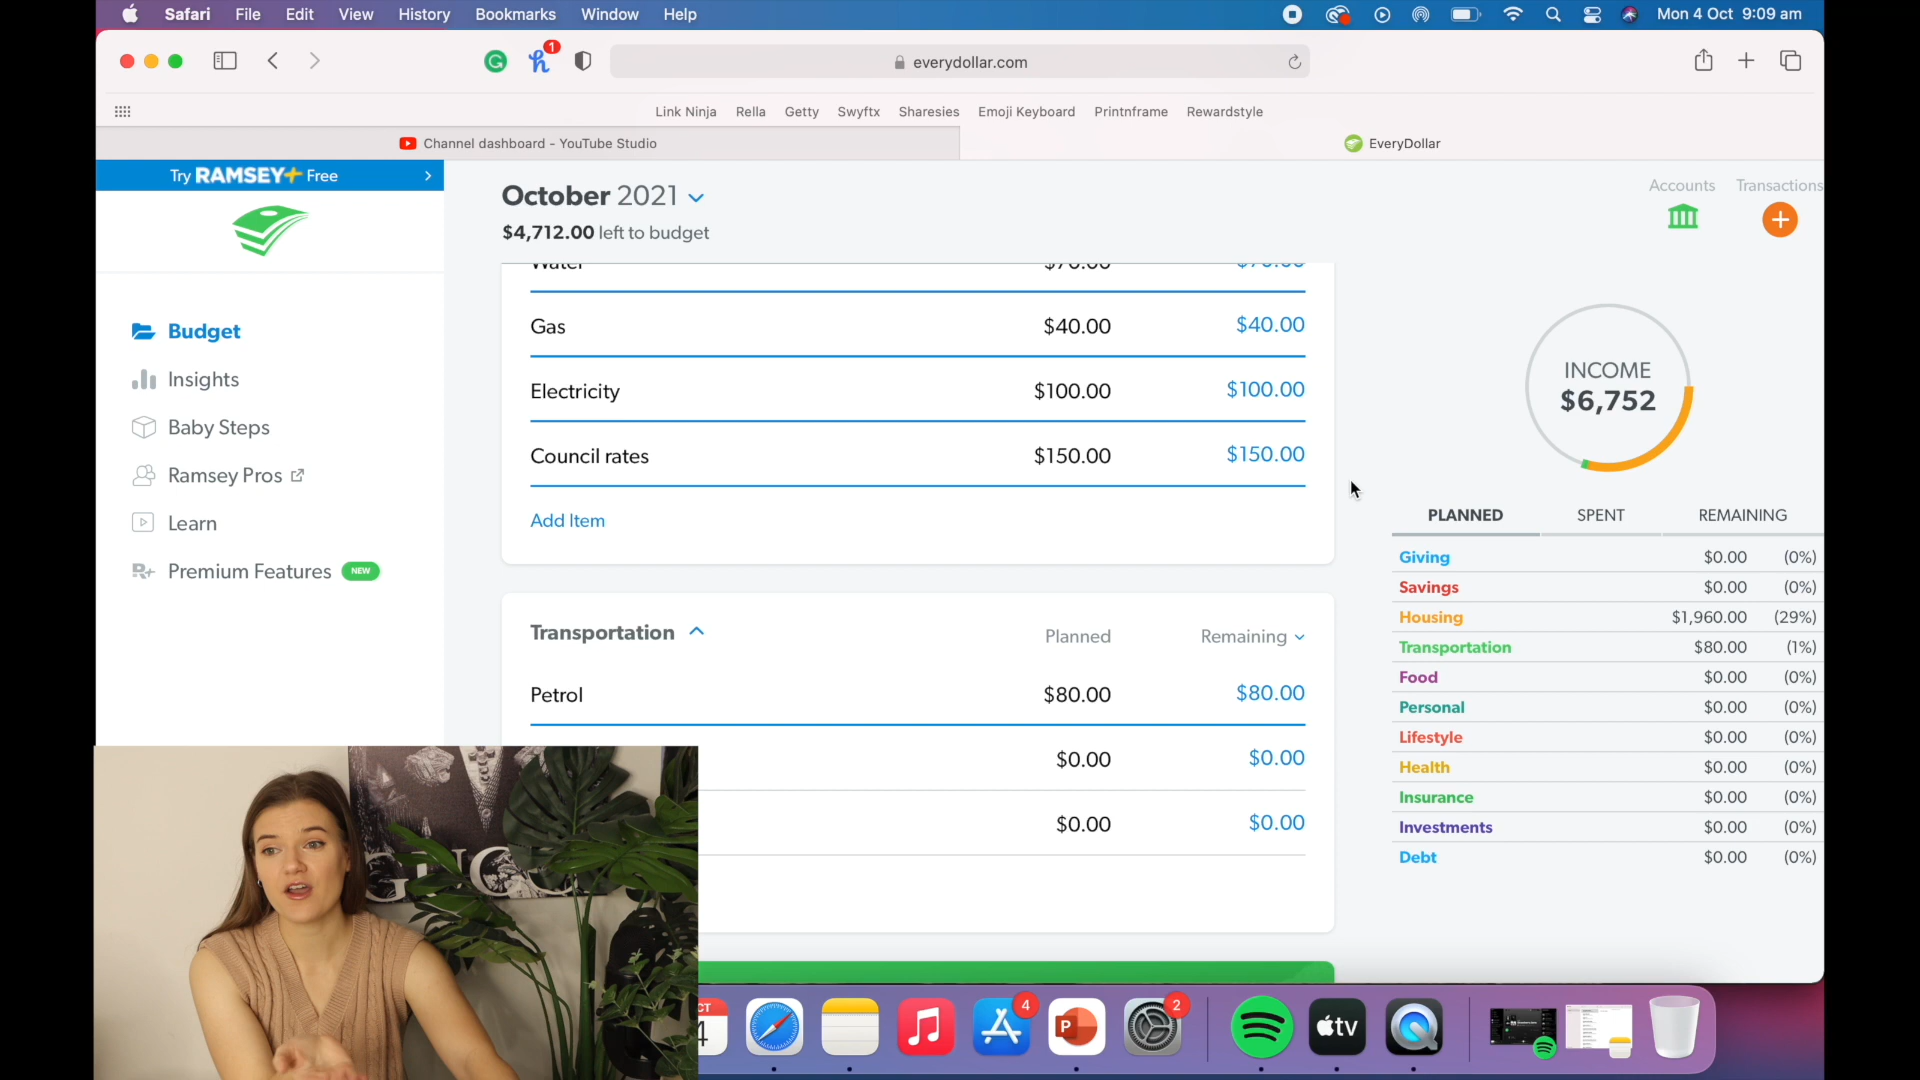 Safari File Edit View History Bookmarks Window Help Mon 4 Oct 9:09 am
1
everydollar.com
Link Ninja Rella Getty Swyftx Sharesies Emoji Keyboard Printnframe Rewardstyle
Channel dashboard - YouTube Studio
EveryDollar
Try RAMSEY+ Free
Budget
Insights
Baby Steps
Ramsey Pros
Learn
Premium Features NEW
October 2021
$4,712.00 left to budget
Accounts Transactions
Water $70.00
Gas $40.00 $40.00
Electricity $100.00 $100.00
Council rates $150.00 $150.00
Add Item
Transportation Planned Remaining
Petrol $80.00 $80.00
$0.00 $0.00
$0.00 $0.00
INCOME
$6,752
PLANNED SPENT REMAINING
Giving $0.00 (0%)
Savings $0.00 (0%)
Housing $1,960.00 (29%)
Transportation $80.00 (1%)
Food $0.00 (0%)
Personal $0.00 (0%)
Lifestyle $0.00 (0%)
Health $0.00 (0%)
Insurance $0.00 (0%)
Investments $0.00 (0%)
Debt $0.00 (0%)
4
2
tv